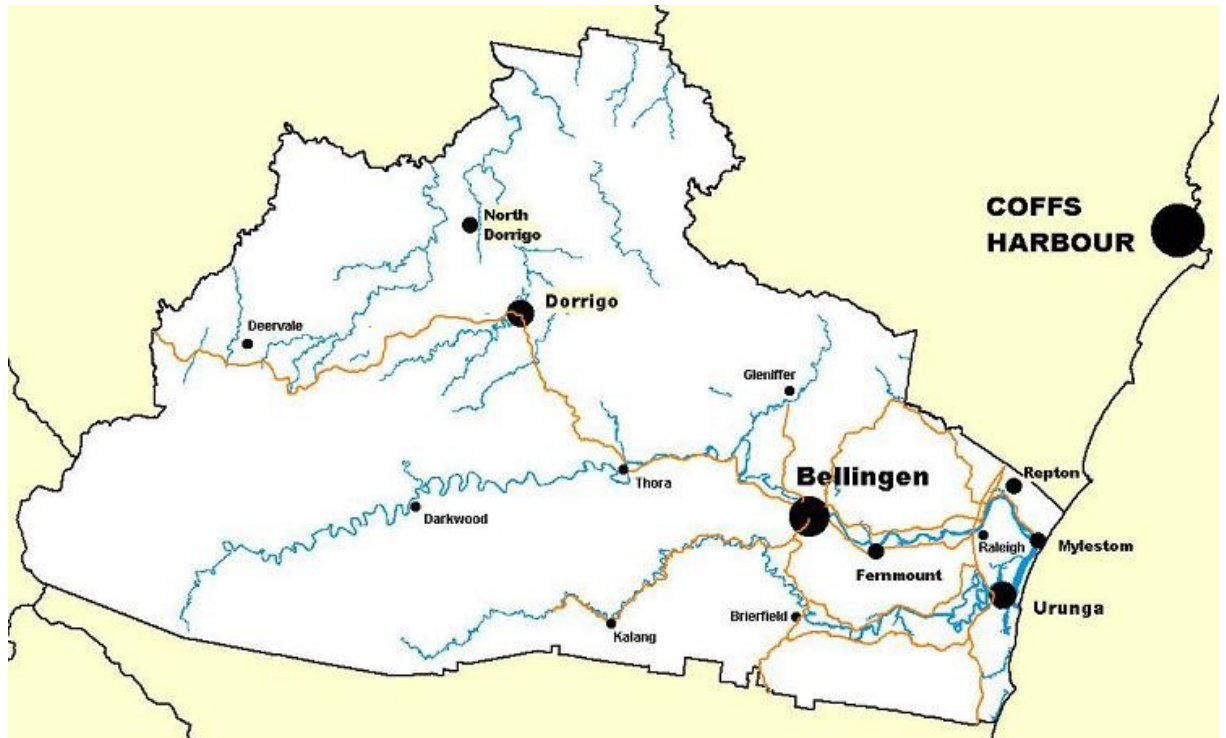 COFFS
HARBOUR
North
Dorrigo
Dorrigo
Deervale
Gleniffer
Bellingen
Repton
Thora
Darkwood
Raleigh
Mylestom
Fernmount
Urunga
Brierfield
Kalang